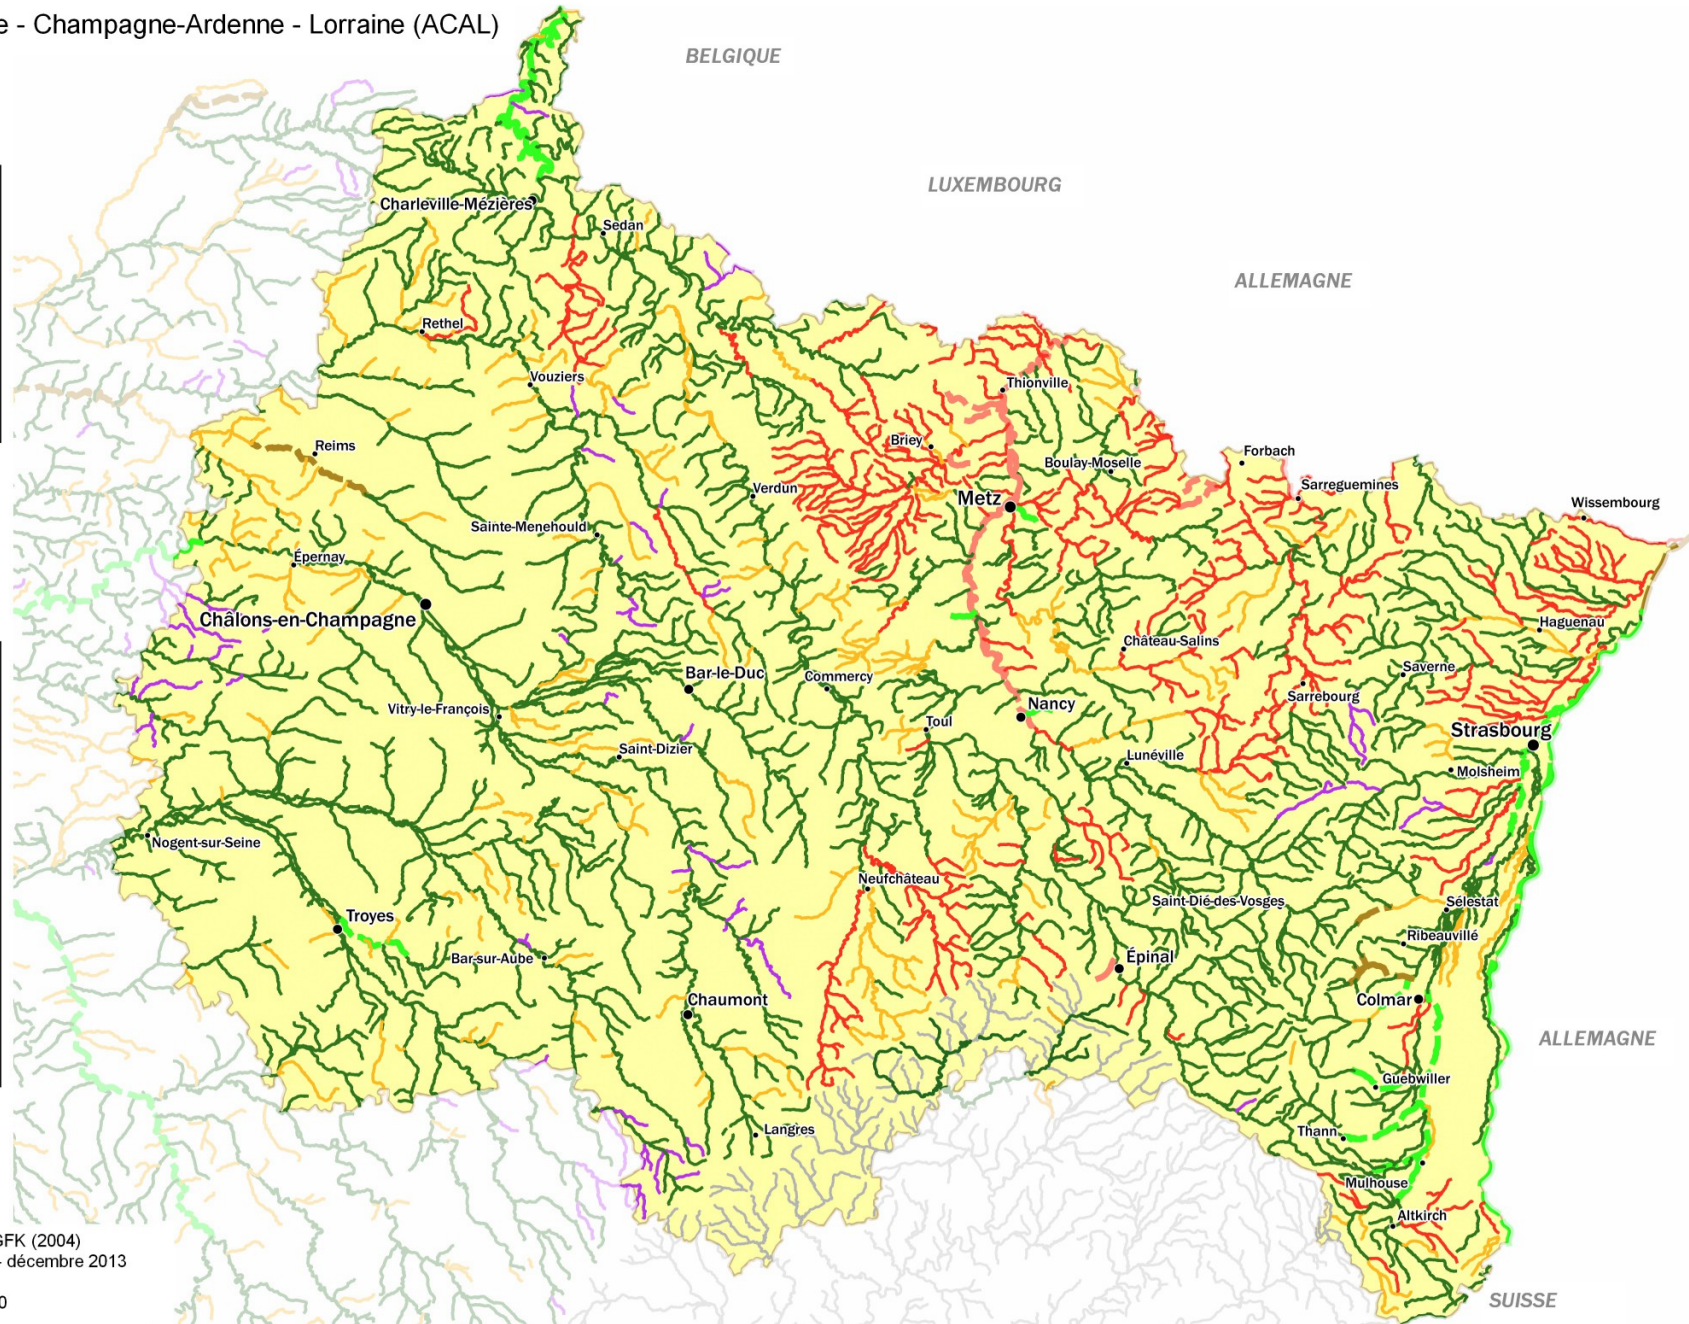 e - Champagne-Ardenne - Lorraine (ACAL)
BELGIQUE
LUXEMBOURG
ALLEMAGNE
Charleville-Mézières
Sedan
Rethel
Vouziers
Thionville
Reims
Briey
Boulay-Moselle
Forbach
Sarreguemines
Wissembourg
Verdun
Metz
Sainte-Menehould
Épernay
Châlons-en-Champagne
Haguenau
Château-Salins
Saverne
Bar-le-Duc
Commercy
Sarrebourg
Vitry-le-François
Nancy
Toul
Strasbourg
Saint-Dizier
Lunéville
Molsheim
Nogent-sur-Seine
Neufchâteau
Saint-Dié-des-Vosges
Sélestat
Troyes
Ribeauvillé
Bar-sur-Aube
Épinal
Chaumont
Colmar
ALLEMAGNE
Guebwiller
Langres
Thann
Mulhouse
Altkirch
GFK (2004)
- décembre 2013
0
SUISSE